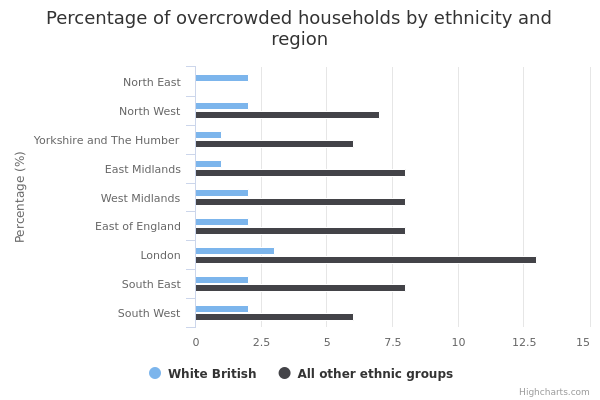 Percentage of overcrowded households by ethnicity and
region
Percentage (%)
North East
North West
Yorkshire and The Humber
East Midlands
West Midlands
East of England
London
South East
South West
0 2.5 5 7.5 10 12.5 15
White British All other ethnic groups
Highcharts.com